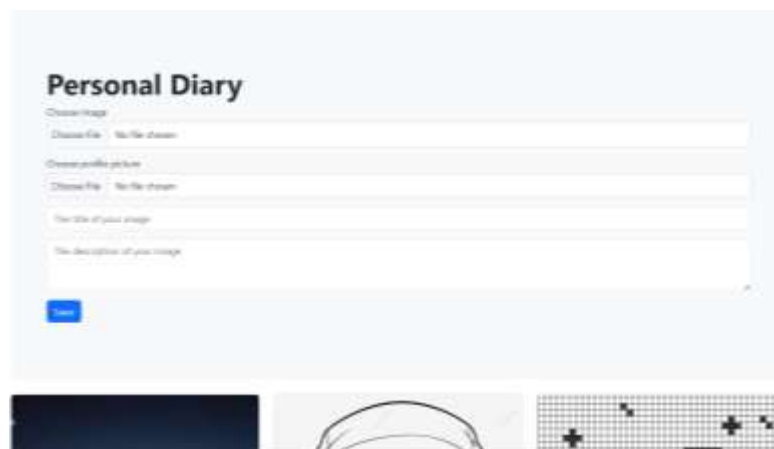 Personal Diary
Choose image
Choose File No file chosen
Choose profile picture
Choose File No file chosen
The title of your image
The description of your image
Save